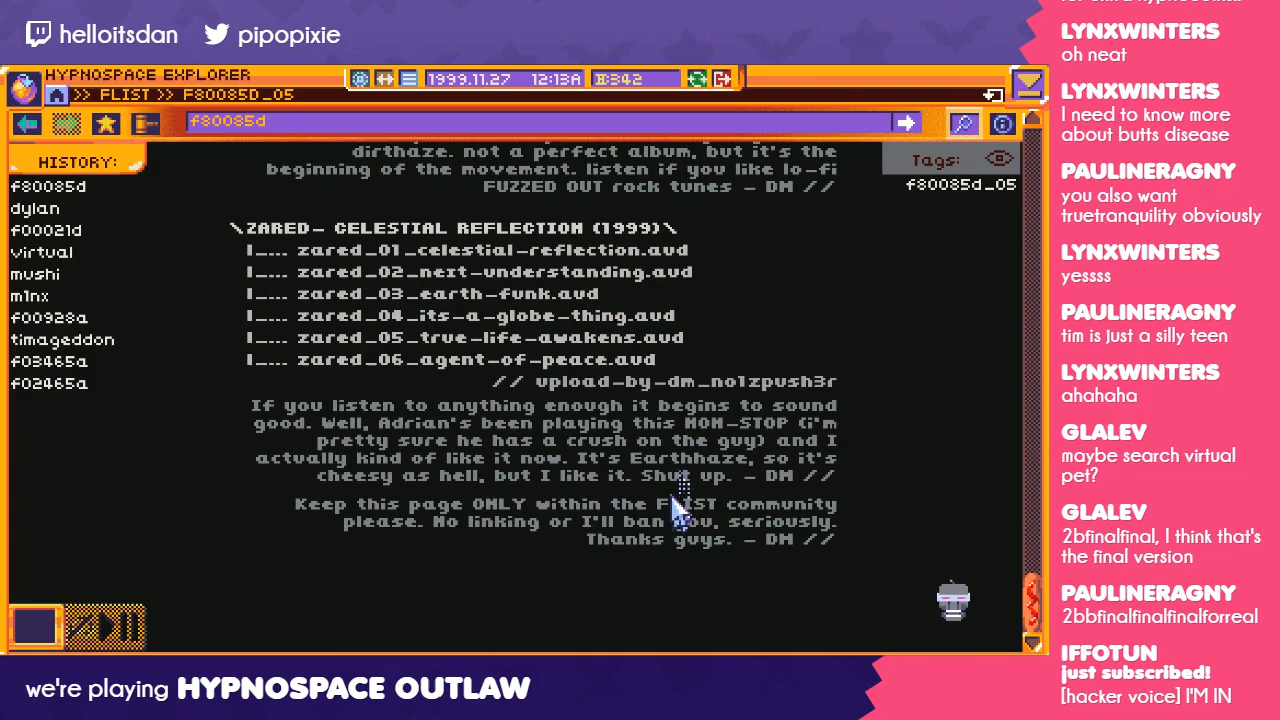 helloitsdan pipopixie
HYPNOSPACE EXPLORER
1999.11.27 12:13A 342
>> FLIST >> F80085D_05
f80085d
HISTORY:
f80085d
dylan
f00021d
virtual
mushi
m1nx
f00928a
timageddon
f03465a
f02465a
dirthaze. not a perfect album, but it's the
beginning of the movement. listen if you like lo-fi
FUZZED OUT rock tunes - DM //
\ZARED- CELESTIAL REFLECTION (1999)\
|.... zared_01_celestial-reflection.avd
|.... zared_02_next-understanding.avd
|.... zared_03_earth-funk.avd
|.... zared_04_its-a-globe-thing.avd
|.... zared_05_true-life-awakens.avd
|.... zared_06_agent-of-peace.avd
// upload-by-dm_no1zpush3r
If you listen to anything enough it begins to sound
good. Well, Adrian's been playing this NON-STOP (i'm
pretty sure he has a crush on the guy) and I
actually kind of like it now. It's Earthhaze, so it's
cheesy as hell, but I like it. Shut up. - DM //
Keep this page ONLY within the FLIST community
please. No linking or I'll ban you, seriously.
Thanks guys. - DM //
Tags:
f80085d_05
we're playing HYPNOSPACE OUTLAW
LYNXWINTERS
oh neat
LYNXWINTERS
I need to know more
about butts disease
PAULINERAGNY
you also want
truetranquility obviously
LYNXWINTERS
yessss
PAULINERAGNY
tim is just a silly teen
LYNXWINTERS
ahahaha
GLALEV
maybe search virtual
pet?
GLALEV
2bfinalfinal, I think that's
the final version
PAULINERAGNY
2bbfinalfinalfinalforreal
IFFOTUN
just subscribed!
[hacker voice] I'M IN